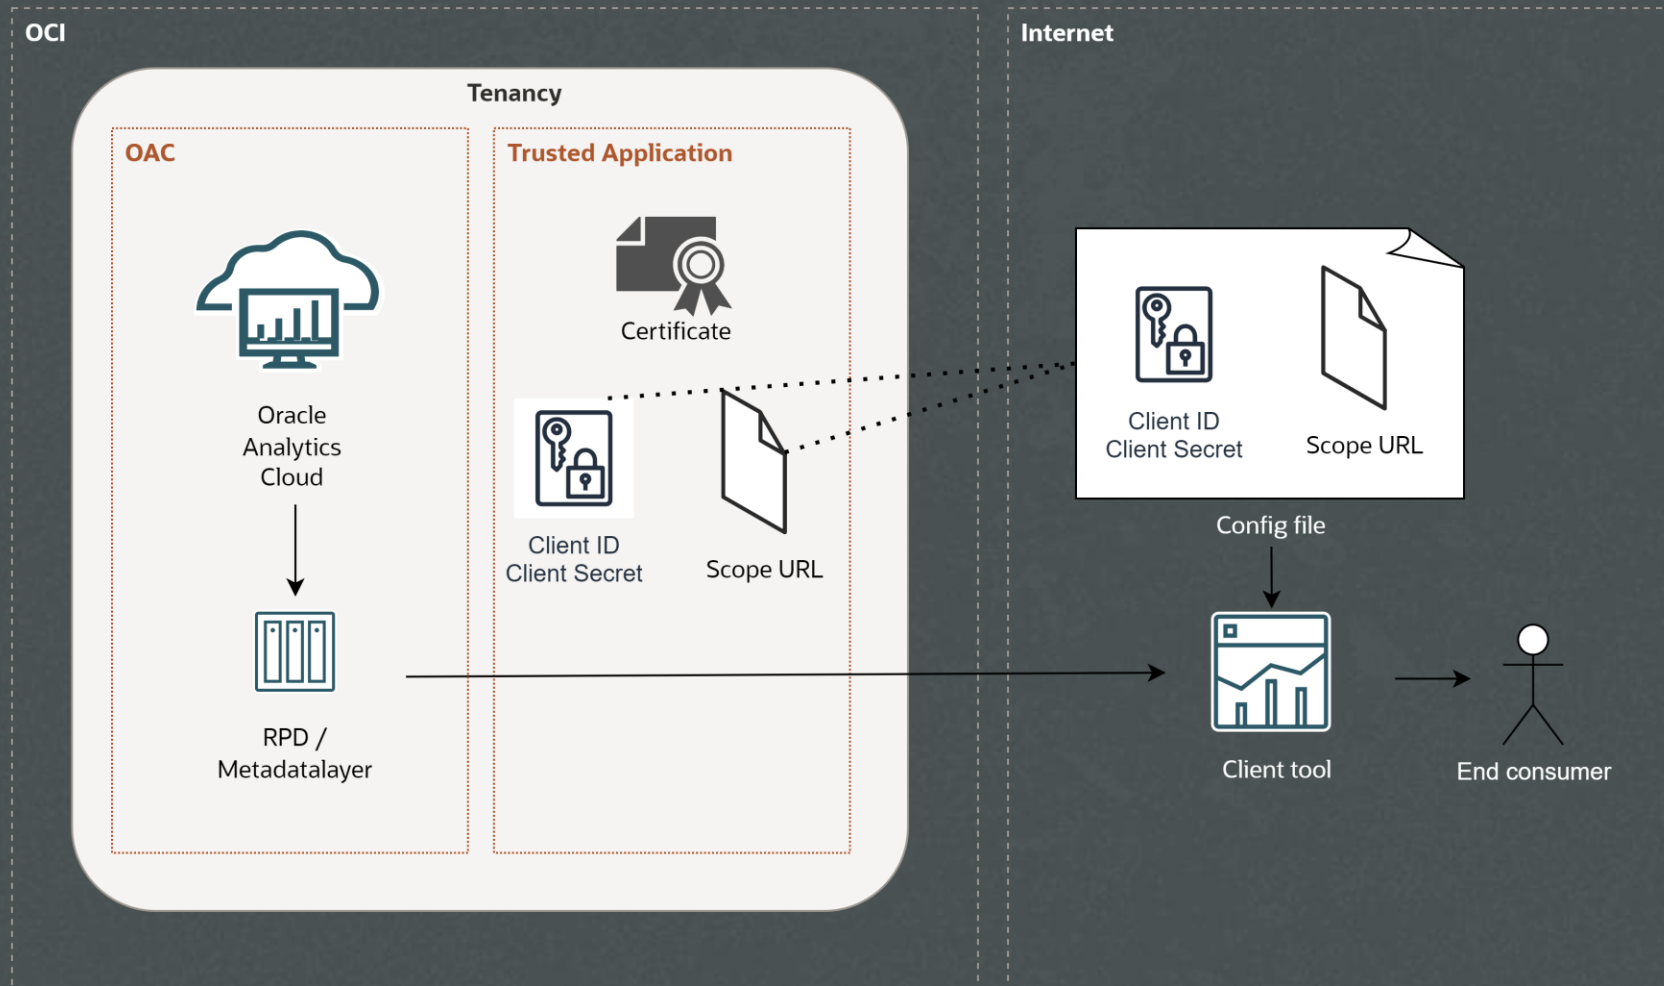 OCI
Internet
Tenancy
OAC
Trusted Application
Certificate
Oracle
Analytics
Cloud
Client ID
Client Secret
Scope URL
Client ID
Client Secret
Scope URL
Config file
RPD /
Metadatalayer
Client tool
End consumer